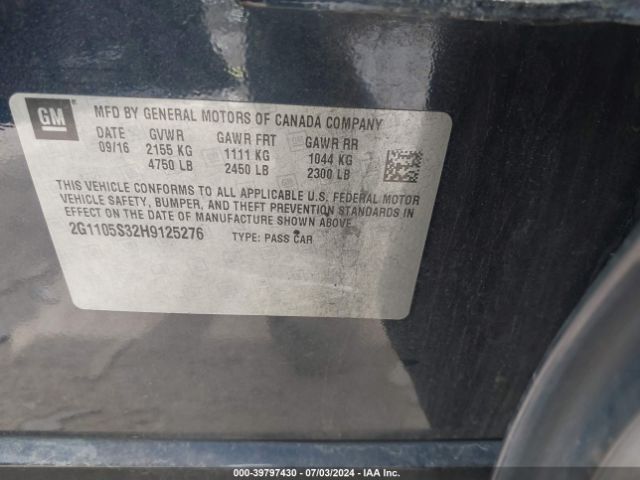 GM
MFD BY GENERAL MOTORS OF CANADA COMPANY
DATE GVWR GAWR FRT GAWR RR
09/16 2155 KG 1111 KG 1044 KG
4750 LB 2450 LB 2300 LB
THIS VEHICLE CONFORMS TO ALL APPLICABLE U.S. FEDERAL MOTOR
VEHICLE SAFETY, BUMPER, AND THEFT PREVENTION STANDARDS IN
EFFECT ON THE DATE OF MANUFACTURE SHOWN ABOVE
2G1105S32H9125276 TYPE: PASS CAR
000-39797430 - 07/03/2024 - IAA Inc.